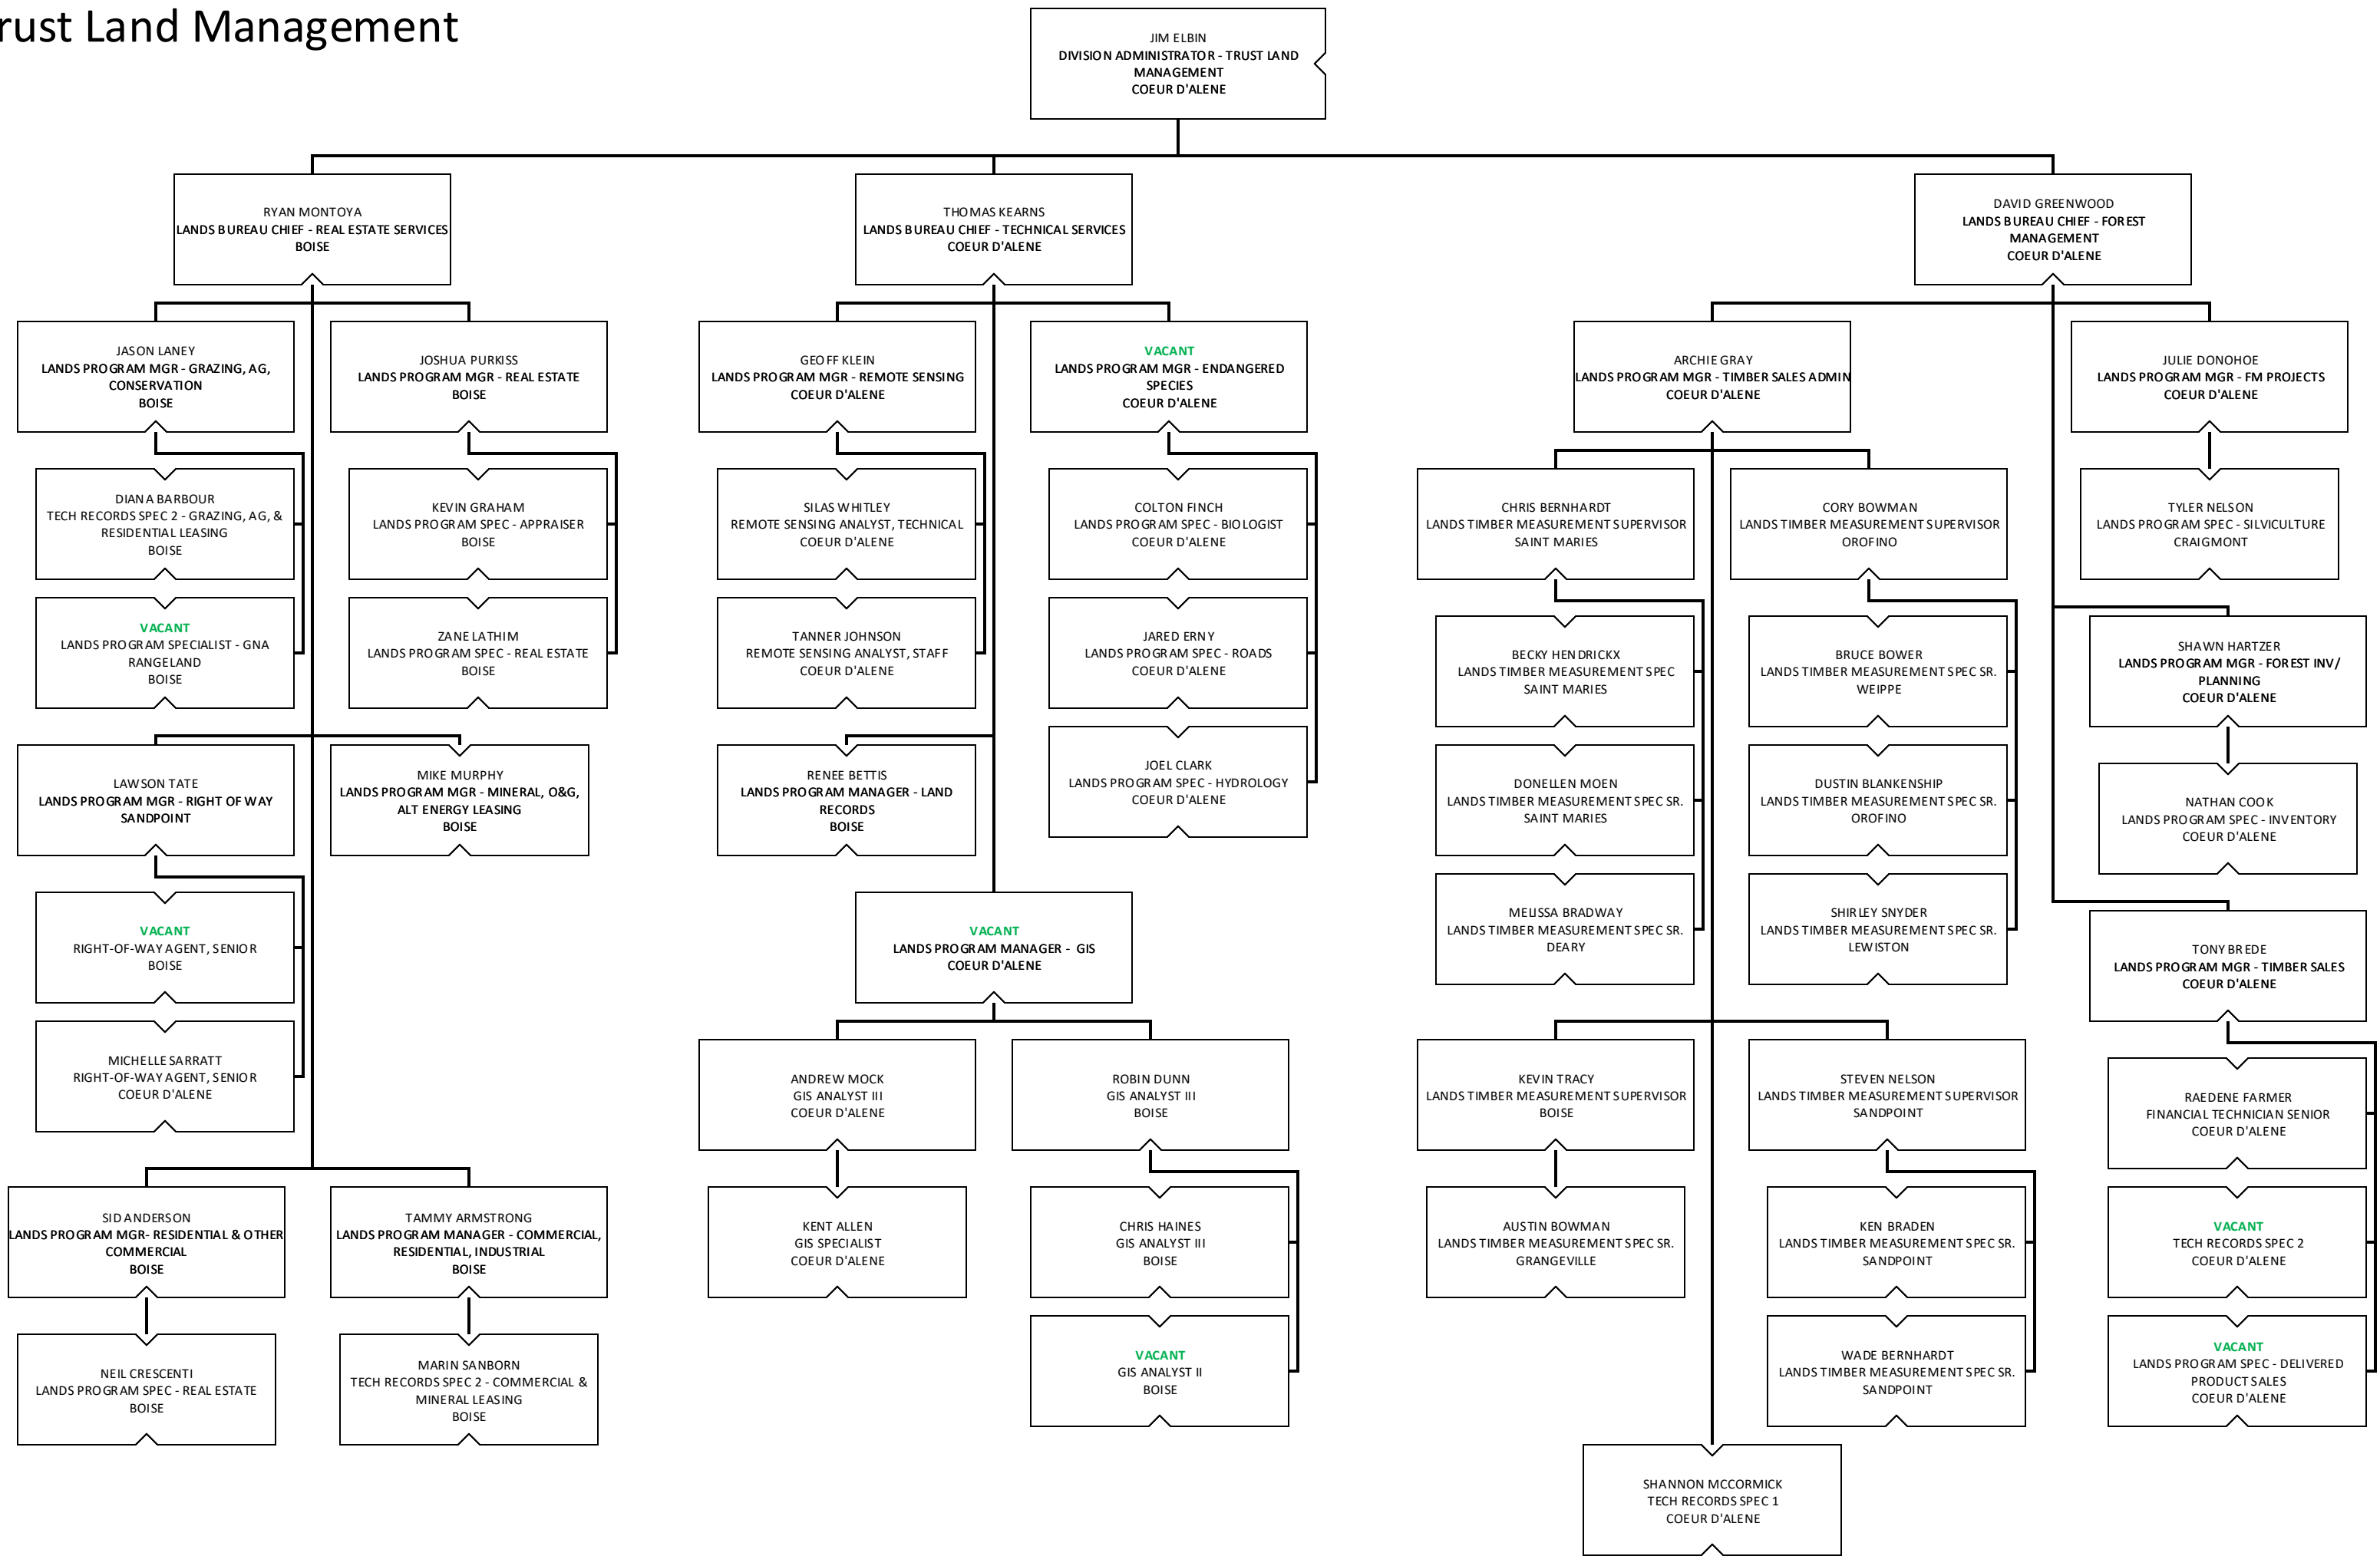 rust Land Management
JIM ELBIN
DIVISION ADMINISTRATOR - TRUST LAND
MANAGEMENT
COEUR D'ALENE
RYAN MONTOYA
LANDS BUREAU CHIEF - REAL ESTATE SERVICES
BOISE
THOMAS KEARNS
LANDS BUREAU CHIEF - TECHNICAL SERVICES
COEUR D'ALENE
DAVID GREENWOOD
LANDS BUREAU CHIEF - FOREST
MANAGEMENT
COEUR D'ALENE
JASON LANEY
LANDS PROGRAM MGR - GRAZING, AG,
CONSERVATION
BOISE
JOSHUA PURKISS
LANDS PROGRAM MGR - REAL ESTATE
BOISE
GEOFF KLEIN
LANDS PROGRAM MGR - REMOTE SENSING
COEUR D'ALENE
VACANT
LANDS PROGRAM MGR - ENDANGERED
SPECIES
COEUR D'ALENE
ARCHIE GRAY
LANDS PROGRAM MGR - TIMBER SALES ADMIN
COEUR D'ALENE
JULIE DONOHOE
LANDS PROGRAM MGR - FM PROJECTS
COEUR D'ALENE
DIANA BARBOUR
TECH RECORDS SPEC 2 - GRAZING, AG, &
RESIDENTIAL LEASING
BOISE
KEVIN GRAHAM
LANDS PROGRAM SPEC - APPRAISER
BOISE
SILAS WHITLEY
REMOTE SENSING ANALYST, TECHNICAL
COEUR D'ALENE
COLTON FINCH
LANDS PROGRAM SPEC - BIOLOGIST
COEUR D'ALENE
CHRIS BERNHARDT
LANDS TIMBER MEASUREMENT SUPERVISOR
SAINT MARIES
CORY BOWMAN
LANDS TIMBER MEASUREMENT SUPERVISOR
OROFINO
TYLER NELSON
LANDS PROGRAM SPEC - SILVICULTURE
CRAIGMONT
VACANT
LANDS PROGRAM SPECIALIST - GNA
RANGELAND
BOISE
ZANE LATHIM
LANDS PROGRAM SPEC - REAL ESTATE
BOISE
TANNER JOHNSON
REMOTE SENSING ANALYST, STAFF
COEUR D'ALENE
JARED ERNY
LANDS PROGRAM SPEC - ROADS
COEUR D'ALENE
BECKY HENDRICKX
LANDS TIMBER MEASUREMENT SPEC
SAINT MARIES
BRUCE BOWER
LANDS TIMBER MEASUREMENT SPEC SR.
WEIPPE
SHAWN HARTZER
LANDS PROGRAM MGR - FOREST INV/
PLANNING
COEUR D'ALENE
LAWSON TATE
LANDS PROGRAM MGR - RIGHT OF WAY
SANDPOINT
MIKE MURPHY
LANDS PROGRAM MGR - MINERAL, O&G,
ALT ENERGY LEASING
BOISE
RENEE BETTIS
LANDS PROGRAM MANAGER - LAND
RECORDS
BOISE
JOEL CLARK
LANDS PROGRAM SPEC - HYDROLOGY
COEUR D'ALENE
DONELLEN MOEN
LANDS TIMBER MEASUREMENT SPEC SR.
SAINT MARIES
DUSTIN BLANKENSHIP
LANDS TIMBER MEASUREMENT SPEC SR.
OROFINO
NATHAN COOK
LANDS PROGRAM SPEC - INVENTORY
COEUR D'ALENE
VACANT
RIGHT-OF-WAY AGENT, SENIOR
BOISE
VACANT
LANDS PROGRAM MANAGER - GIS
COEUR D'ALENE
MELISSA BRADWAY
LANDS TIMBER MEASUREMENT SPEC SR.
DEARY
SHIRLEY SNYDER
LANDS TIMBER MEASUREMENT SPEC SR.
LEWISTON
TONY BREDE
LANDS PROGRAM MGR - TIMBER SALES
COEUR D'ALENE
MICHELLE SARRATT
RIGHT-OF-WAY AGENT, SENIOR
COEUR D'ALENE
ANDREW MOCK
GIS ANALYST III
COEUR D'ALENE
ROBIN DUNN
GIS ANALYST III
BOISE
KEVIN TRACY
LANDS TIMBER MEASUREMENT SUPERVISOR
BOISE
STEVEN NELSON
LANDS TIMBER MEASUREMENT SUPERVISOR
SANDPOINT
RAEDENE FARMER
FINANCIAL TECHNICIAN SENIOR
COEUR D'ALENE
SID ANDERSON
LANDS PROGRAM MGR- RESIDENTIAL & OTHER
COMMERCIAL
BOISE
TAMMY ARMSTRONG
LANDS PROGRAM MANAGER - COMMERCIAL,
RESIDENTIAL, INDUSTRIAL
BOISE
KENT ALLEN
GIS SPECIALIST
COEUR D'ALENE
CHRIS HAINES
GIS ANALYST III
BOISE
AUSTIN BOWMAN
LANDS TIMBER MEASUREMENT SPEC SR.
GRANGEVILLE
KEN BRADEN
LANDS TIMBER MEASUREMENT SPEC SR.
SANDPOINT
VACANT
TECH RECORDS SPEC 2
COEUR D'ALENE
NEIL CRESCENTI
LANDS PROGRAM SPEC - REAL ESTATE
BOISE
MARIN SANBORN
TECH RECORDS SPEC 2 - COMMERCIAL &
MINERAL LEASING
BOISE
VACANT
GIS ANALYST II
BOISE
WADE BERNHARDT
LANDS TIMBER MEASUREMENT SPEC SR.
SANDPOINT
VACANT
LANDS PROGRAM SPEC - DELIVERED
PRODUCT SALES
COEUR D'ALENE
SHANNON MCCORMICK
TECH RECORDS SPEC 1
COEUR D'ALENE